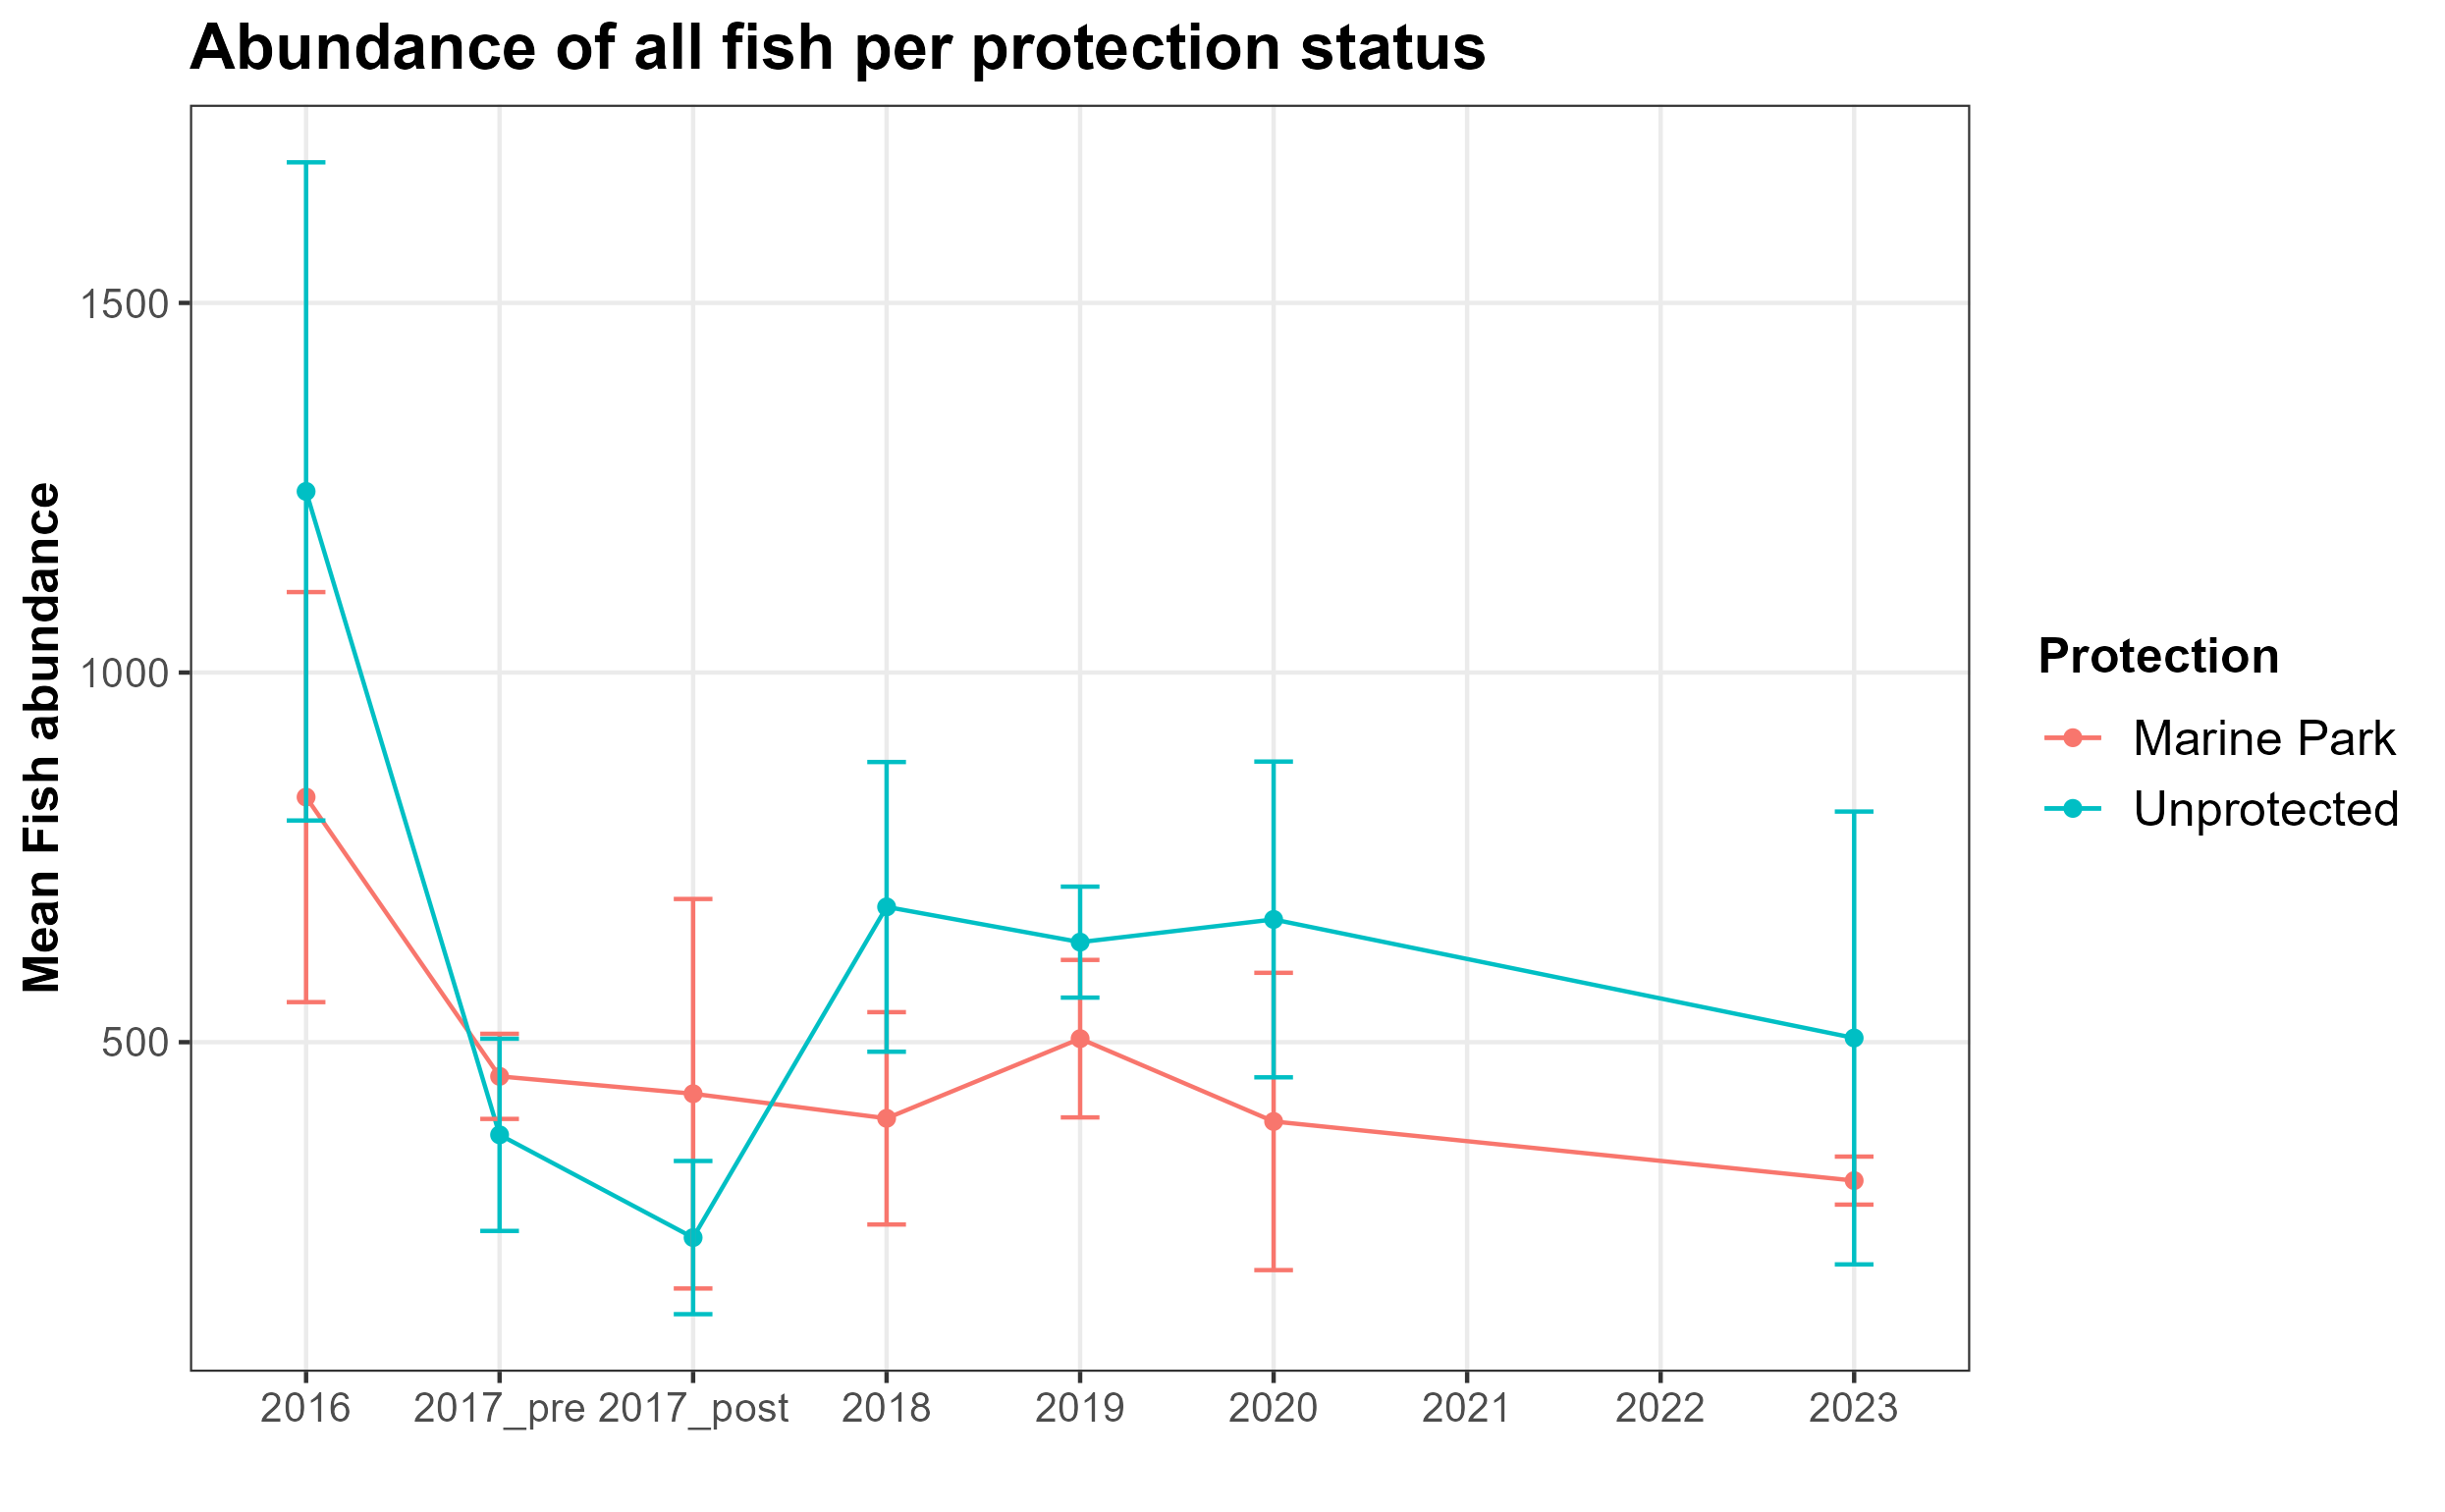 Abundance of all fish per protection status
Mean Fish abundance
1500
1000
500
2016 2017_pre 2017_post 2018 2019 2020 2021 2022 2023
Protection
Marine Park
Unprotected